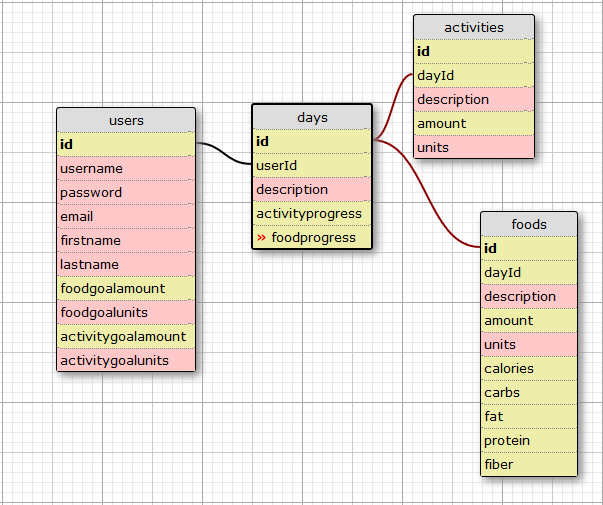 users
id
username
password
email
firstname
lastname
foodgoalamount
foodgoalunits
activitygoalamount
activitygoalunits
days
id
userId
description
activityprogress
» foodprogress
activities
id
dayId
description
amount
units
foods
id
dayId
description
amount
units
calories
carbs
fat
protein
fiber